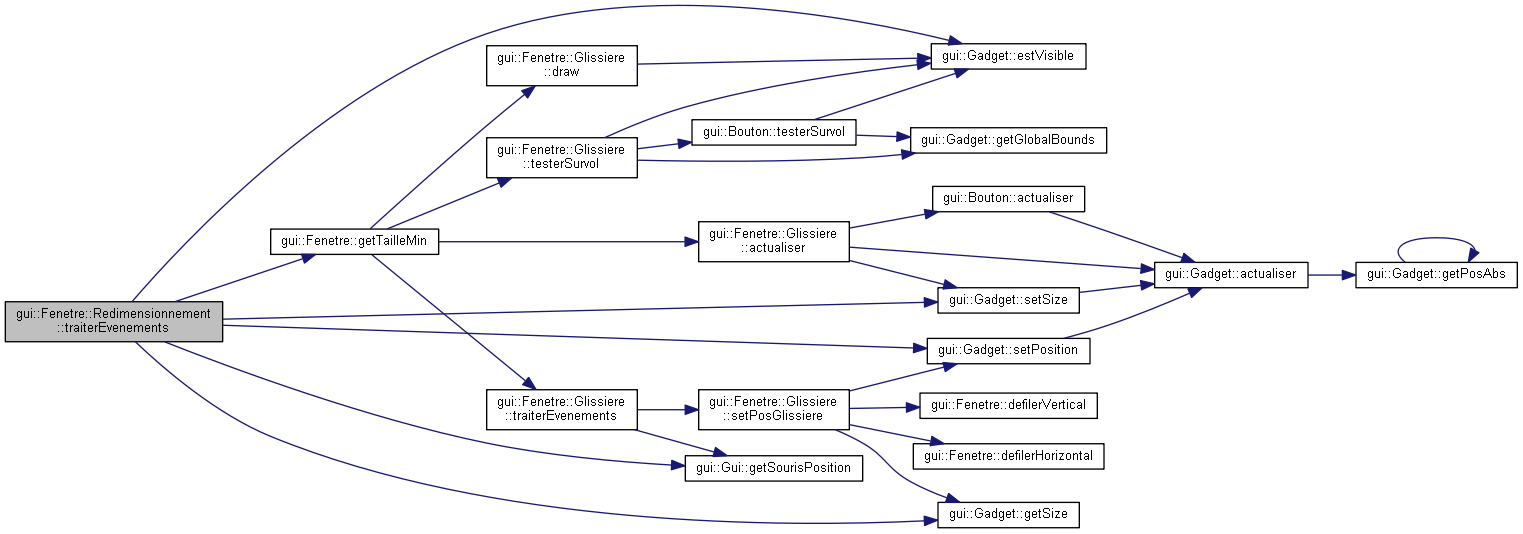 gui::Fenetre::Redimensionnement
::traiterEvenements
gui::Fenetre::getTailleMin
gui::Fenetre::Glissiere
::draw
gui::Fenetre::Glissiere
::testerSurvol
gui::Fenetre::Glissiere
::traiterEvenements
gui::Bouton::testerSurvol
gui::Fenetre::Glissiere
::actualiser
gui::Fenetre::Glissiere
::setPosGlissiere
gui::Gui::getSourisPosition
gui::Gadget::estVisible
gui::Gadget::getGlobalBounds
gui::Bouton::actualiser
gui::Gadget::setSize
gui::Gadget::setPosition
gui::Fenetre::defilerVertical
gui::Fenetre::defilerHorizontal
gui::Gadget::getSize
gui::Gadget::actualiser
gui::Gadget::getPosAbs